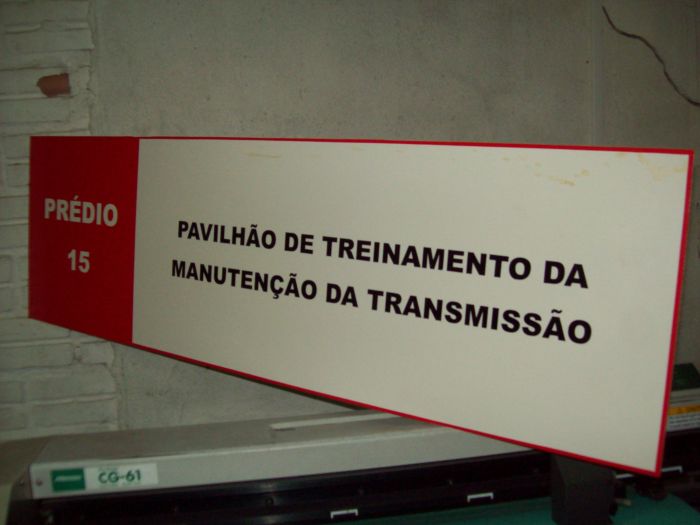 PRÉDIO
15
PAVILHÃO DE TREINAMENTO DA
MANUTENÇÃO DA TRANSMISSÃO
CG-61